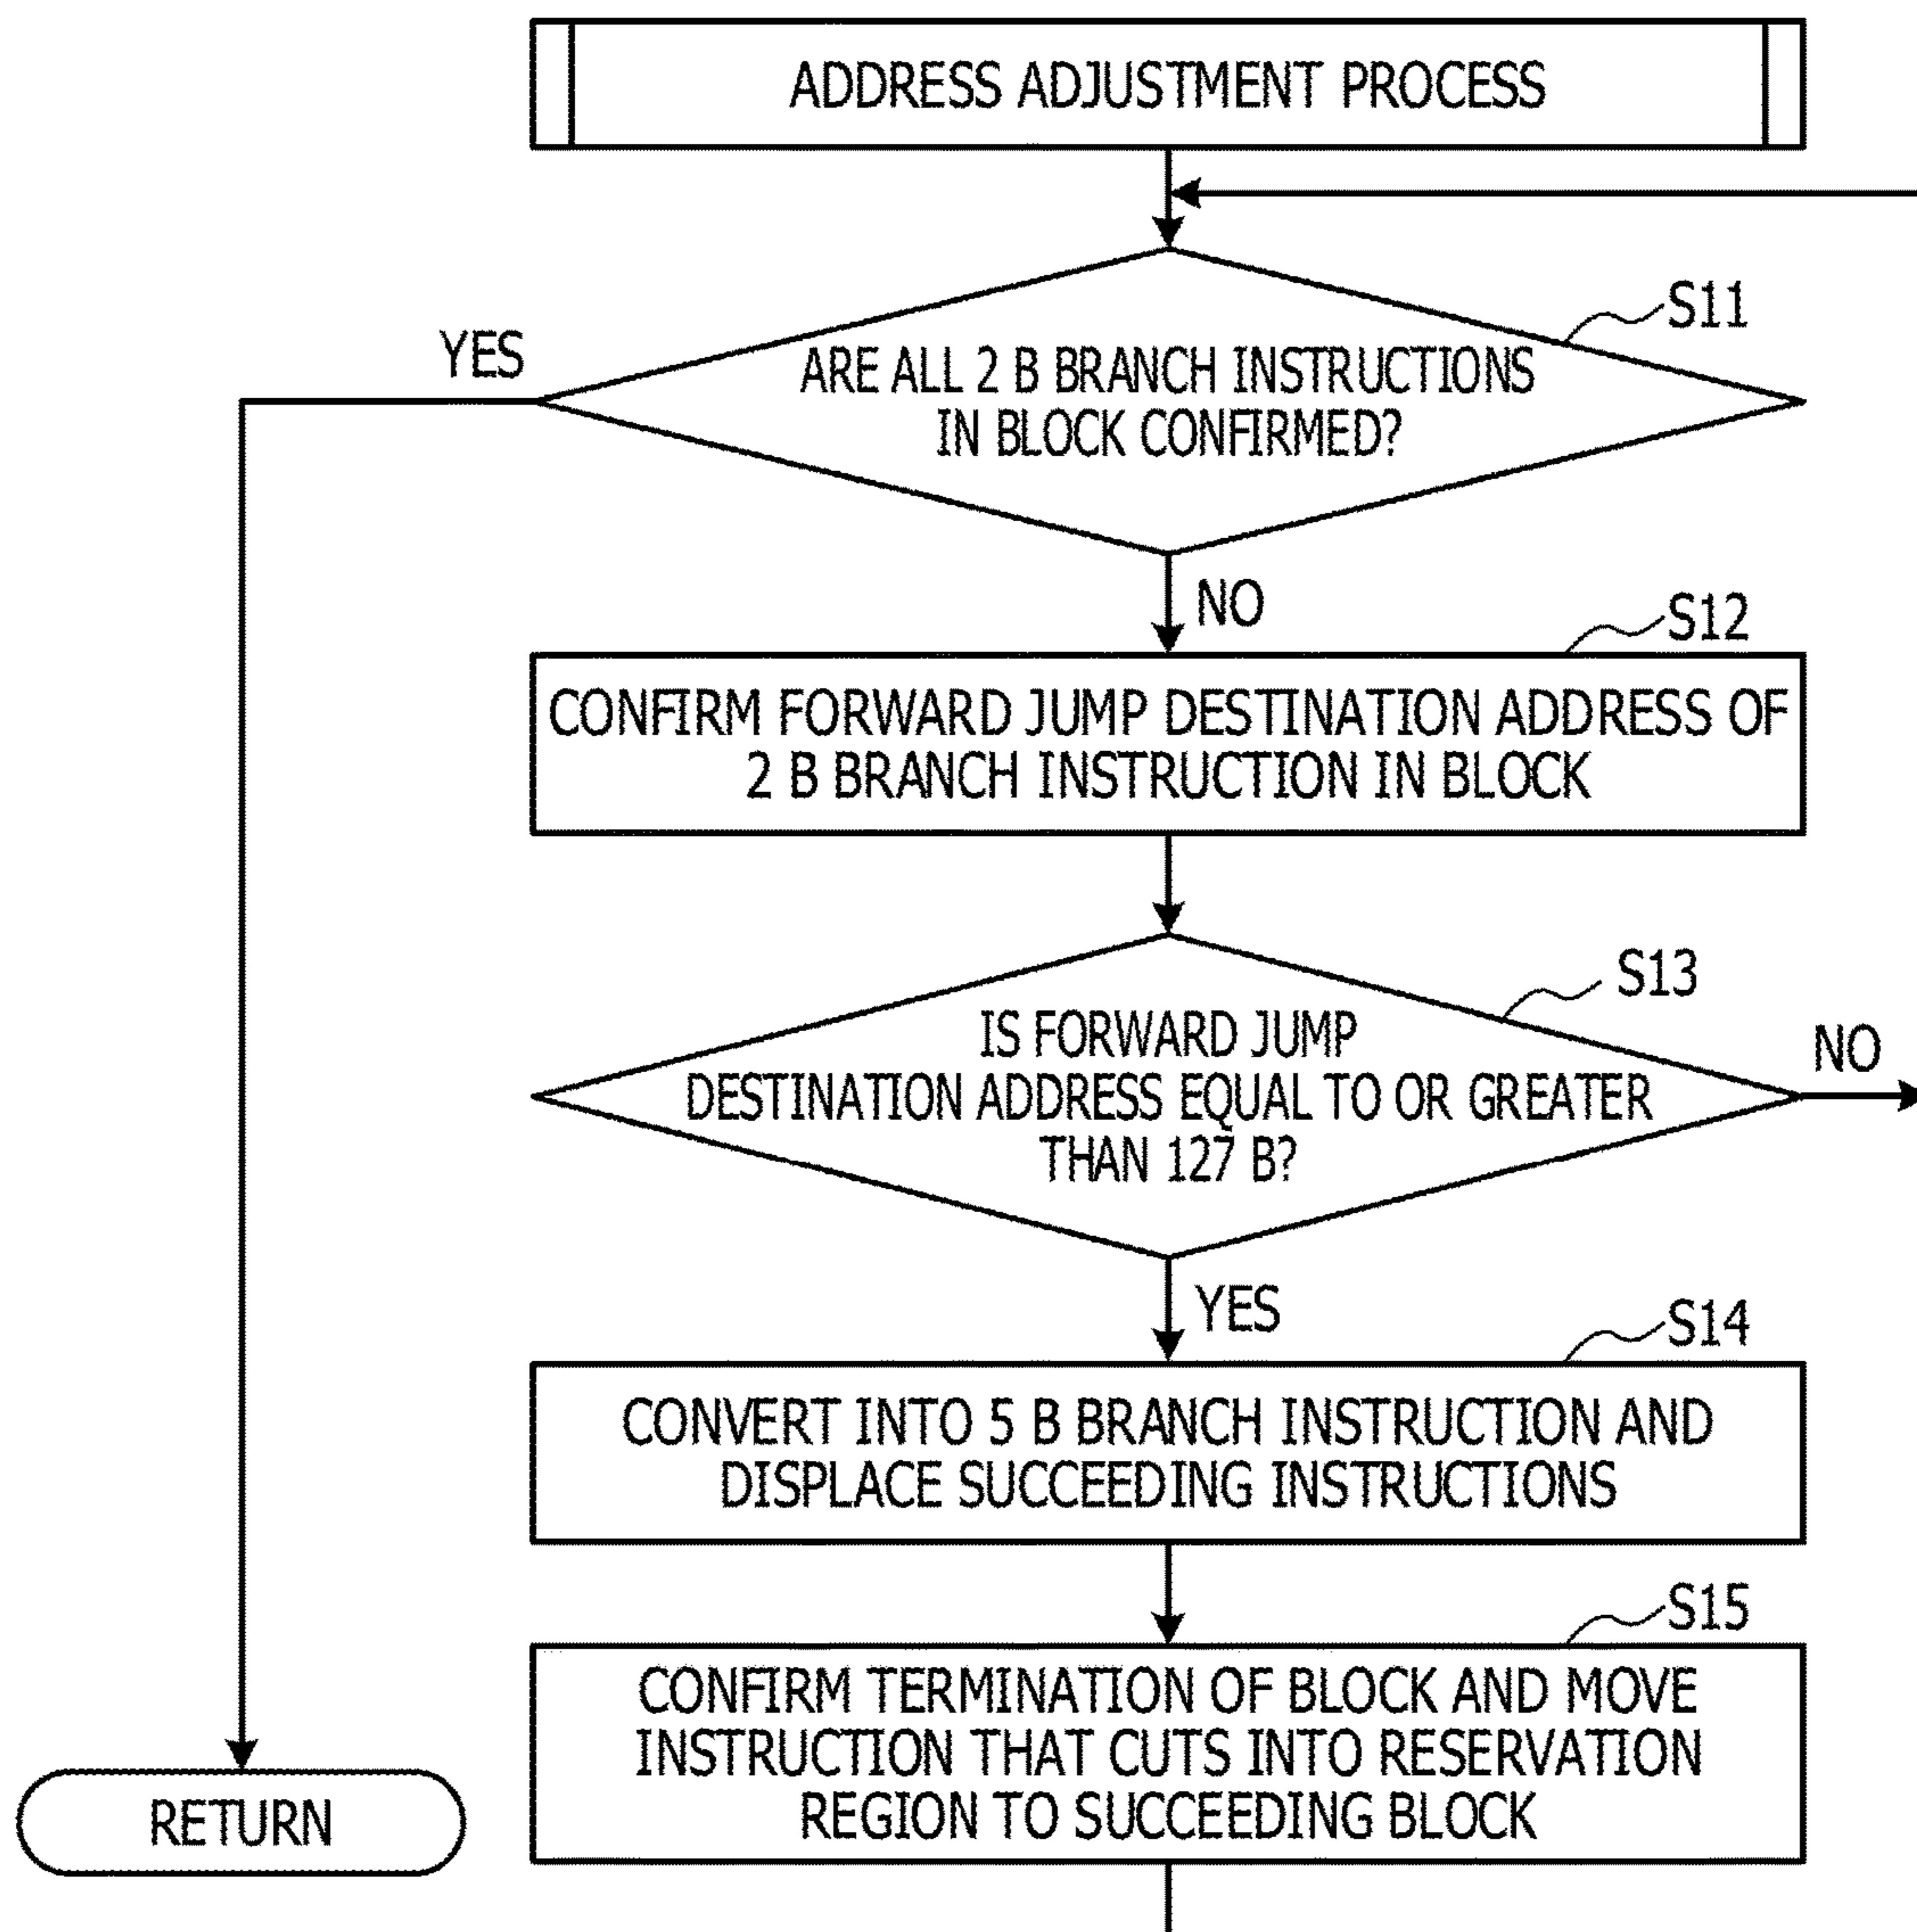 ADDRESS ADJUSTMENT PROCESS
S11
YES
ARE ALL 2 B BRANCH INSTRUCTIONS
IN BLOCK CONFIRMED?
NO
S12
CONFIRM FORWARD JUMP DESTINATION ADDRESS OF
2 B BRANCH INSTRUCTION IN BLOCK
S13
IS FORWARD JUMP
DESTINATION ADDRESS EQUAL TO OR GREATER
THAN 127 B?
NO
YES
S14
CONVERT INTO 5 B BRANCH INSTRUCTION AND
DISPLACE SUCCEEDING INSTRUCTIONS
S15
CONFIRM TERMINATION OF BLOCK AND MOVE
INSTRUCTION THAT CUTS INTO RESERVATION
REGION TO SUCCEEDING BLOCK
RETURN